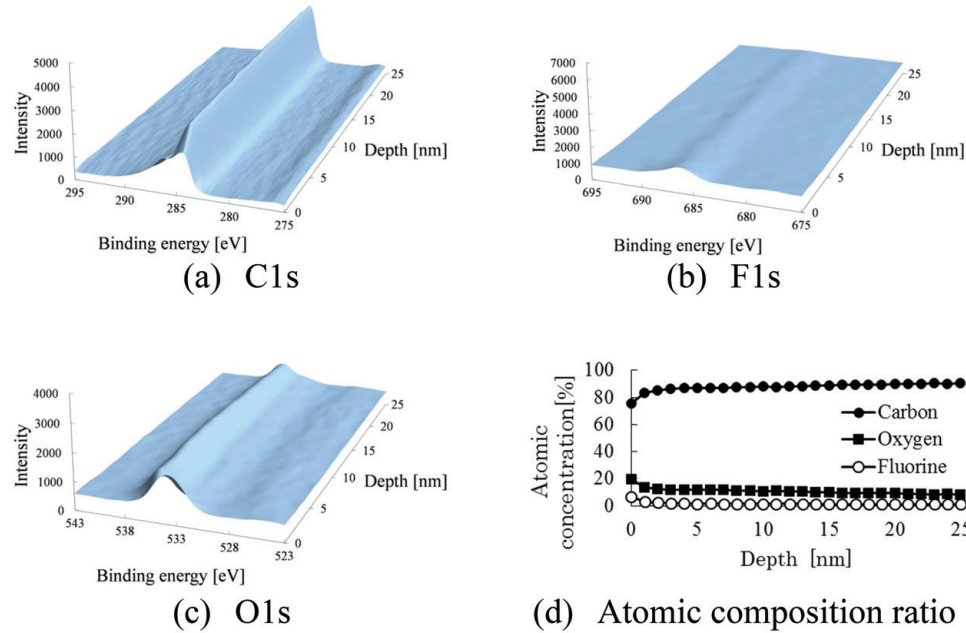 5000
4000
3000
2000
1000
0
Intensity
295
290
285
280
275
Binding energy [eV]
0
5
10
15
20
25
Depth [nm]
(a) C1s
7000
6000
5000
4000
3000
2000
1000
0
Intensity
695
690
685
680
675
Binding energy [eV]
0
5
10
15
20
25
Depth [nm]
(b) F1s
4000
3000
2000
1000
0
Intensity
543
538
533
528
523
Binding energy [eV]
0
5
10
15
20
25
Depth [nm]
(c) O1s
100
80
60
40
20
0
Atomic
concentration[%]
Carbon
Oxygen
Fluorine
0 5 10 15 20 25
Depth [nm]
(d) Atomic composition ratio